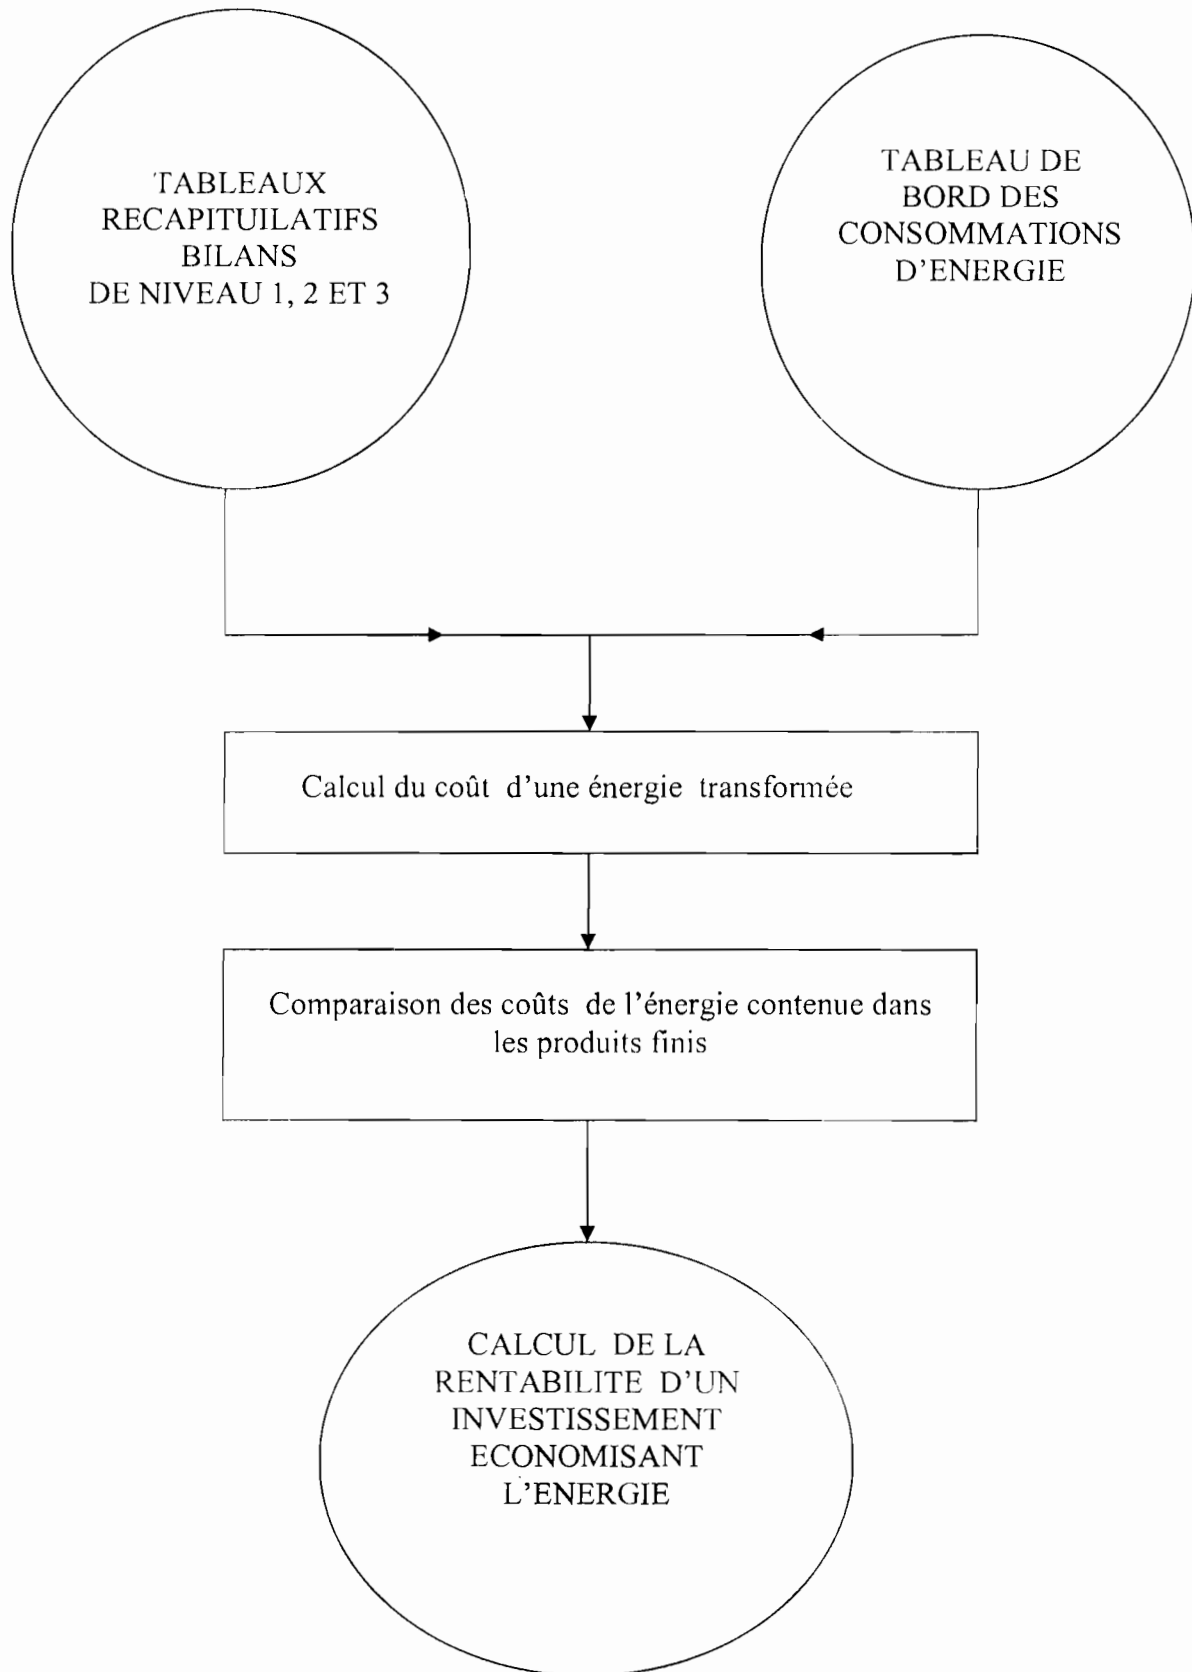 TABLEAUX
RECAPITUILATIFS
BILANS
DE NIVEAU 1, 2 ET 3
TABLEAU DE
BORD DES
CONSOMMATIONS
D'ENERGIE
Calcul du coût d'une énergie transformée
Comparaison des coûts de l'énergie contenue dans
les produits finis
CALCUL DE LA
RENTABILITE D'UN
INVESTISSEMENT
ECONOMISANT
L'ENERGIE